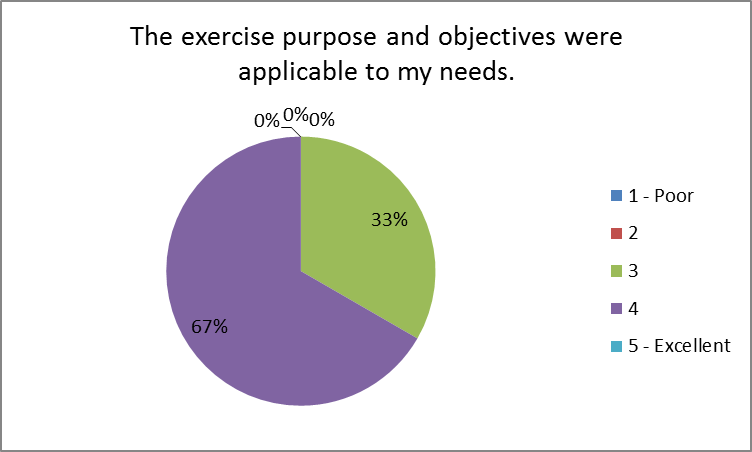 The exercise purpose and objectives were
applicable to my needs.
0% 0% 0%
33%
67%
1 - Poor
2
3
4
5 - Excellent